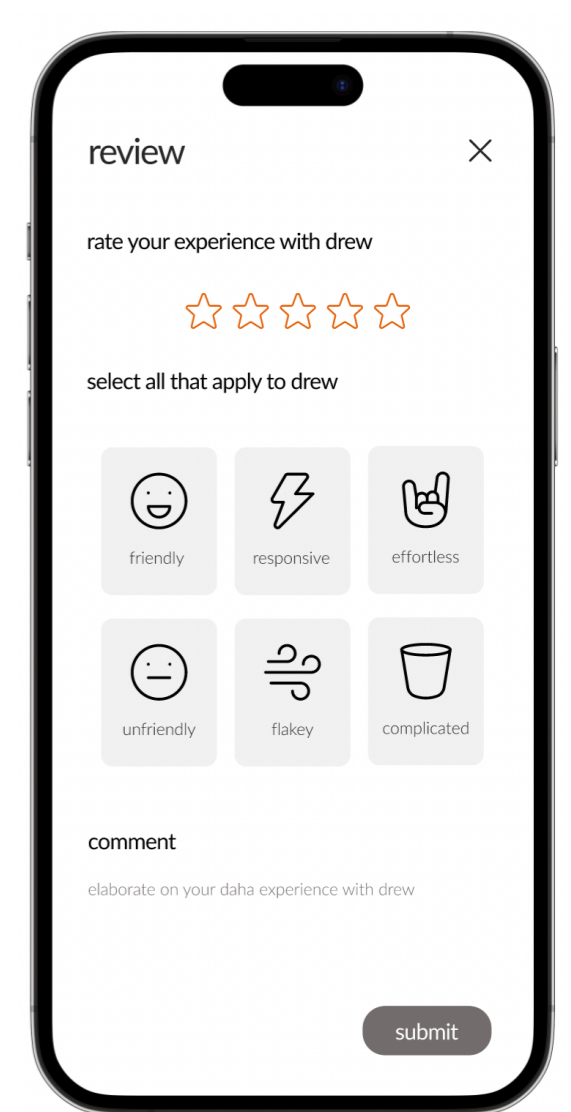 review
rate your experience with drew
select all that apply to drew
friendly
responsive
effortless
unfriendly
flakey
complicated
comment
elaborate on your daha experience with drew
submit